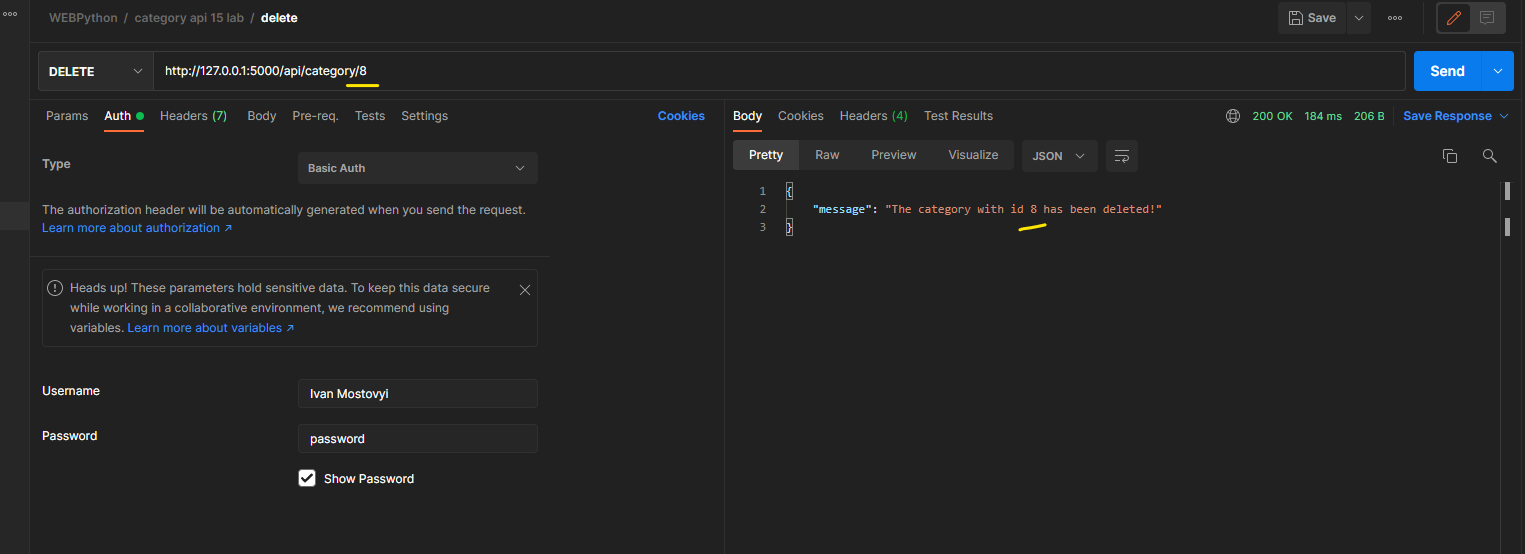 WEBPython / category api 15 lab / delete
Save
DELETE
http://127.0.0.1:5000/api/category/8
Send
Params Auth Headers (7) Body Pre-req. Tests Settings Cookies
Type
Basic Auth
The authorization header will be automatically generated when you send the request.
Learn more about authorization ↗
! Heads up! These parameters hold sensitive data. To keep this data secure
while working in a collaborative environment, we recommend using
variables. Learn more about variables ↗
Username
Ivan Mostovyi
Password
password
Show Password
Body Cookies Headers (4) Test Results 200 OK 184 ms 206 B Save Response
Pretty Raw Preview Visualize JSON
1 {
2 "message": "The category with id 8 has been deleted!"
3 }